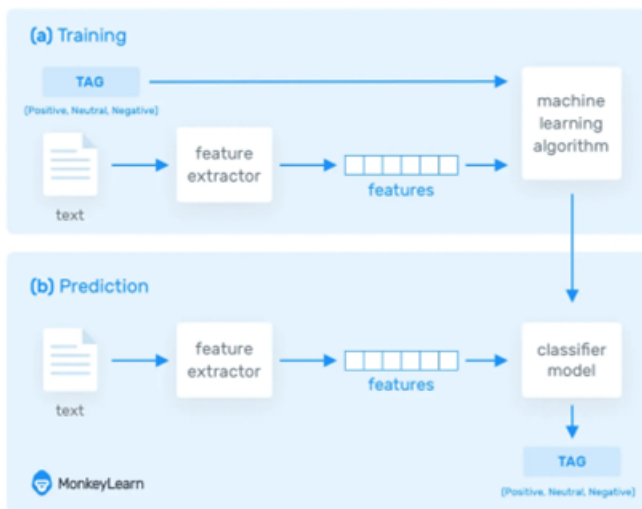 (a) Training
TAG
(Positive, Neutral, Negative)
machine
learning
algorithm
feature
extractor
features
text
(b) Prediction
feature
extractor
features
classifier
model
text
TAG
(Positive, Neutral, Negative)
MonkeyLearn